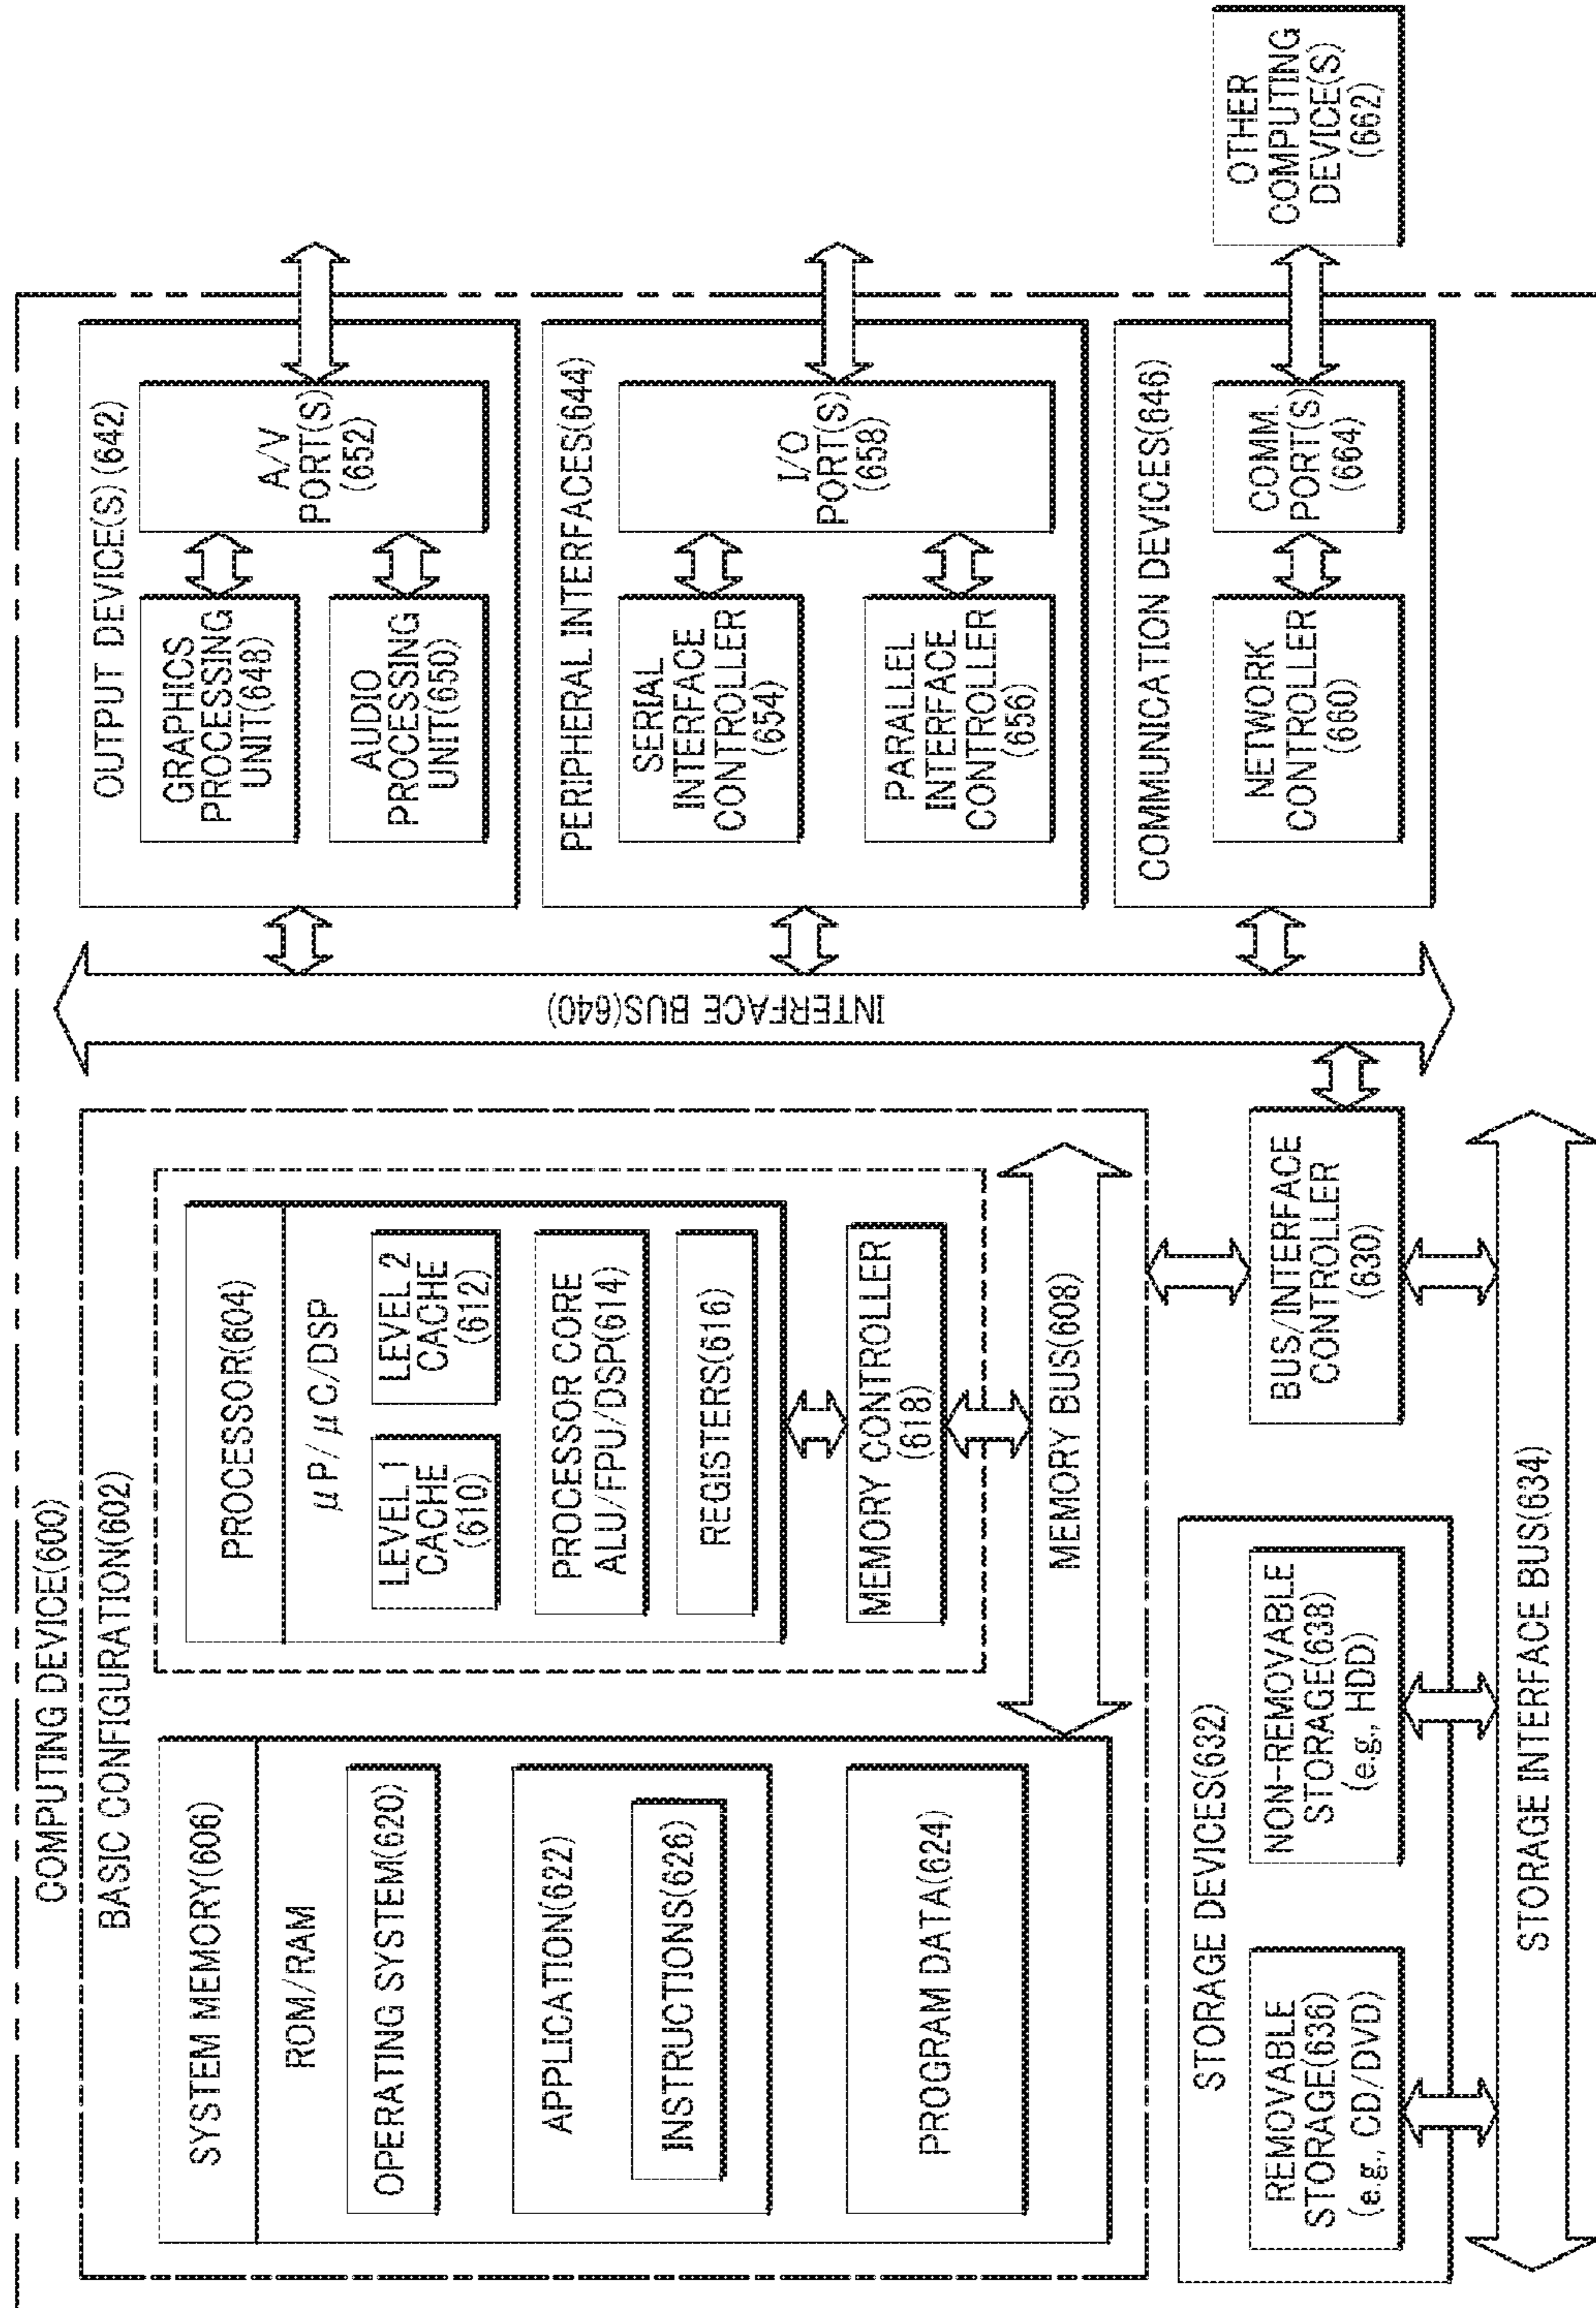 COMPUTING DEVICE(600)
BASIC CONFIGURATION(602)
SYSTEM MEMORY(606)
ROM/RAM
OPERATING SYSTEM(620)
APPLICATION(622)
INSTRUCTIONS(626)
PROGRAM DATA(624)
PROCESSOR(604)
μP/μC/DSP
LEVEL 1
CACHE
(610)
LEVEL 2
CACHE
(612)
PROCESSOR CORE
ALU/FPU/DSP(614)
REGISTERS(616)
MEMORY CONTROLLER
(618)
MEMORY BUS(608)
BUS/INTERFACE
CONTROLLER
(630)
STORAGE DEVICES(632)
REMOVABLE
STORAGE(636)
(e.g., CD/DVD)
NON-REMOVABLE
STORAGE(638)
(e.g., HDD)
STORAGE INTERFACE BUS(634)
INTERFACE BUS(640)
OUTPUT DEVICE(S)(642)
GRAPHICS
PROCESSING
UNIT(648)
AUDIO
PROCESSING
UNIT(650)
A/V
PORT(S)
(652)
PERIPHERAL INTERFACES(644)
SERIAL
INTERFACE
CONTROLLER
(654)
PARALLEL
INTERFACE
CONTROLLER
(656)
I/O
PORT(S)
(658)
COMMUNICATION DEVICES(646)
NETWORK
CONTROLLER
(660)
COMM.
PORT(S)
(664)
OTHER
COMPUTING
DEVICE(S)
(662)